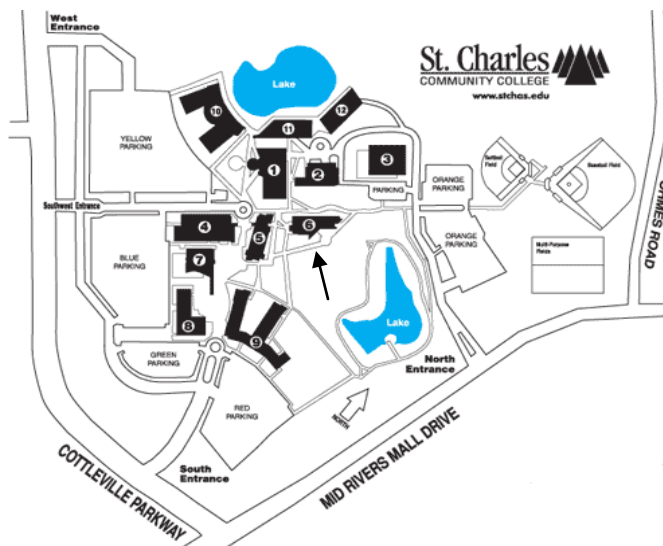 West
Entrance
St. Charles
COMMUNITY COLLEGE
www.stchas.edu
Lake
10
12
11
YELLOW
PARKING
1
2
3
PARKING
ORANGE
PARKING
Softball
Field
Baseball Field
Southwest Entrance
4
5
6
ORANGE
PARKING
GRIMES ROAD
Multi-Purpose
Fields
BLUE
PARKING
7
8
9
Lake
GREEN
PARKING
North
Entrance
RED
PARKING
NORTH
South
Entrance
MID RIVERS MALL DRIVE
COTTLEVILLE PARKWAY